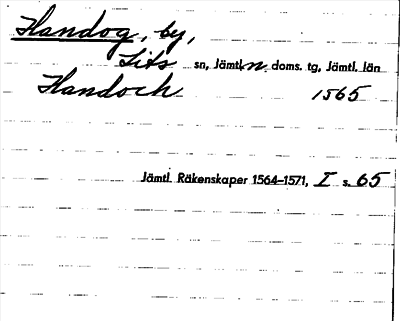 Handog, by,
Lits sn, Jämtl. n. doms. tg, Jämtl. län
Handoch 1565
Jämtl. Räkenskaper 1564–1571, I s. 65